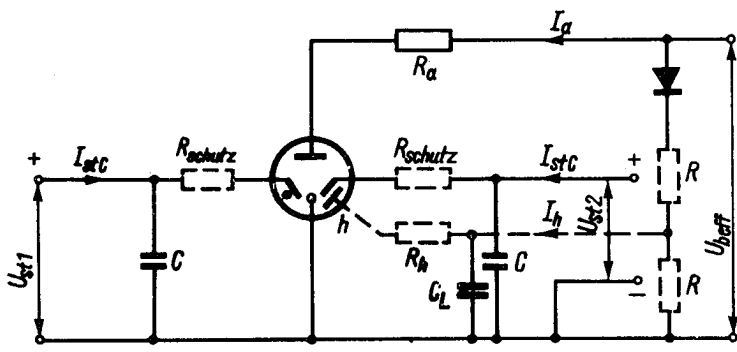 I_a
R_a
+ I_stC R_schutz R_schutz I_stC +
R
h I_h U_st2
U_st1 C R_h C U_beff
C_L
− R